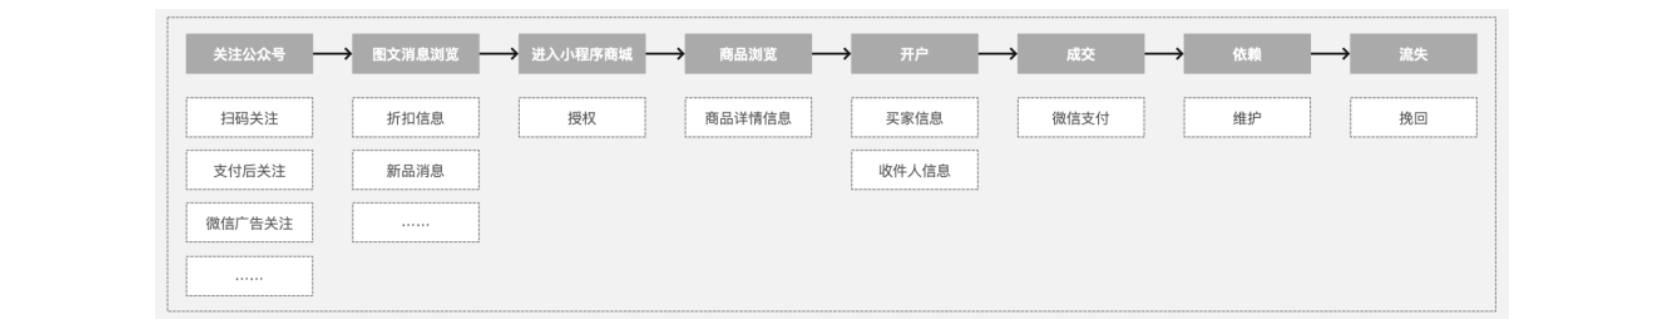 关注公众号
图文消息浏览
进入小程序商城
商品浏览
开户
成交
依赖
流失
扫码关注
折扣信息
授权
商品详情信息
买家信息
微信支付
维护
挽回
支付后关注
新品消息
收件人信息
微信广告关注
……
……